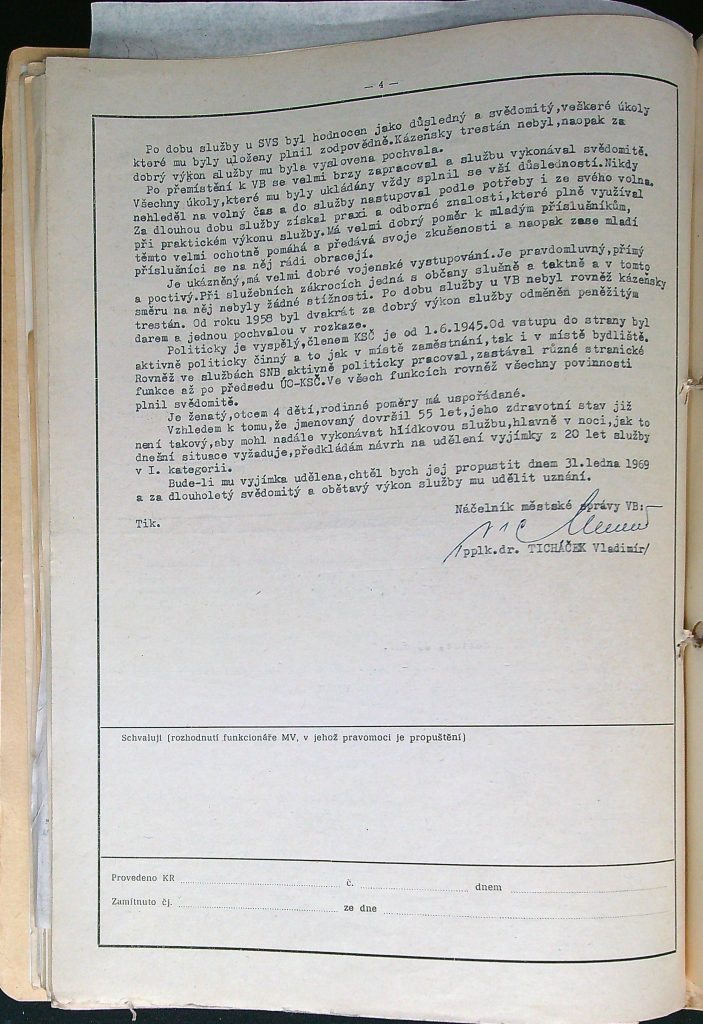 — 4 —
Po dobu služby u SVS byl hodnocen jako důsledný a svědomitý,veškeré úkoly
které mu byly uloženy plnil zodpovědně.Kázeňsky trestán nebyl,naopak za
dobrý výkon služby mu byla vyslovena pochvala.
Po přemístění k VB se velmi brzy zapracoval a službu vykonával svědomitě.
Všechny úkoly,které mu byly ukládány vždy splnil se vší důsledností.Nikdy
nehleděl na volný čas a do služby nastupoval podle potřeby i ze svého volna.
Za dlouhou dobu služby získal praxi a odborné znalosti,které plně využíval
při praktickém výkonu služby.Má velmi dobrý poměr k mladým příslušníkům,
těmto velmi ochotně pomáhá a předává svoje zkušenosti a naopak zase mladí
příslušníci se na něj rádi obracejí.
Je ukázněný,má velmi dobré vojenské vystupování.Je pravdomluvný,přímý
a poctivý.Při služebních zákrocích jedná s občany slušně a taktně a v tomto
směru na něj nebyly žádné stížnosti. Po dobu služby u VB nebyl rovněž kázeňsky
trestán. Od roku 1958 byl dvakrát za dobrý výkon služby odměněn peněžitým
darem a jednou pochvalou v rozkaze.
Politicky je vyspělý,členem KSČ je od 1.6.1945.Od vstupu do strany byl
aktivně politicky činný a to jak v místě zaměstnání,tak i v místě bydliště.
Rovněž ve službách SNB aktivně politicky pracoval,zastával různé stranické
funkce až po předsedu ÚO-KSČ.Ve všech funkcích rovněž všechny povinnosti
plnil svědomitě.
Je ženatý,otcem 4 dětí,rodinné poměry má uspořádané.
Vzhledem k tomu,že jmenovaný dovršil 55 let,jeho zdravotní stav již
není takový,aby mohl nadále vykonávat hlídkovou službu,hlavně v noci,jak to
dnešní situace vyžaduje,předkládám návrh na udělení vyjímky z 20 let služby
v I. kategorii.
Bude-li mu vyjímka udělena,chtěl bych jej propustit dnem 31.ledna 1969
a za dlouholetý svědomitý a obětavý výkon služby mu udělit uznání.
Náčelník městské správy VB:
Tik.
/pplk.dr. TICHÁČEK Vladimír/
Schvaluji (rozhodnutí funkcionáře MV, v jehož pravomoci je propuštění)
Provedeno KR č. dnem
Zamítnuto čj. ze dne